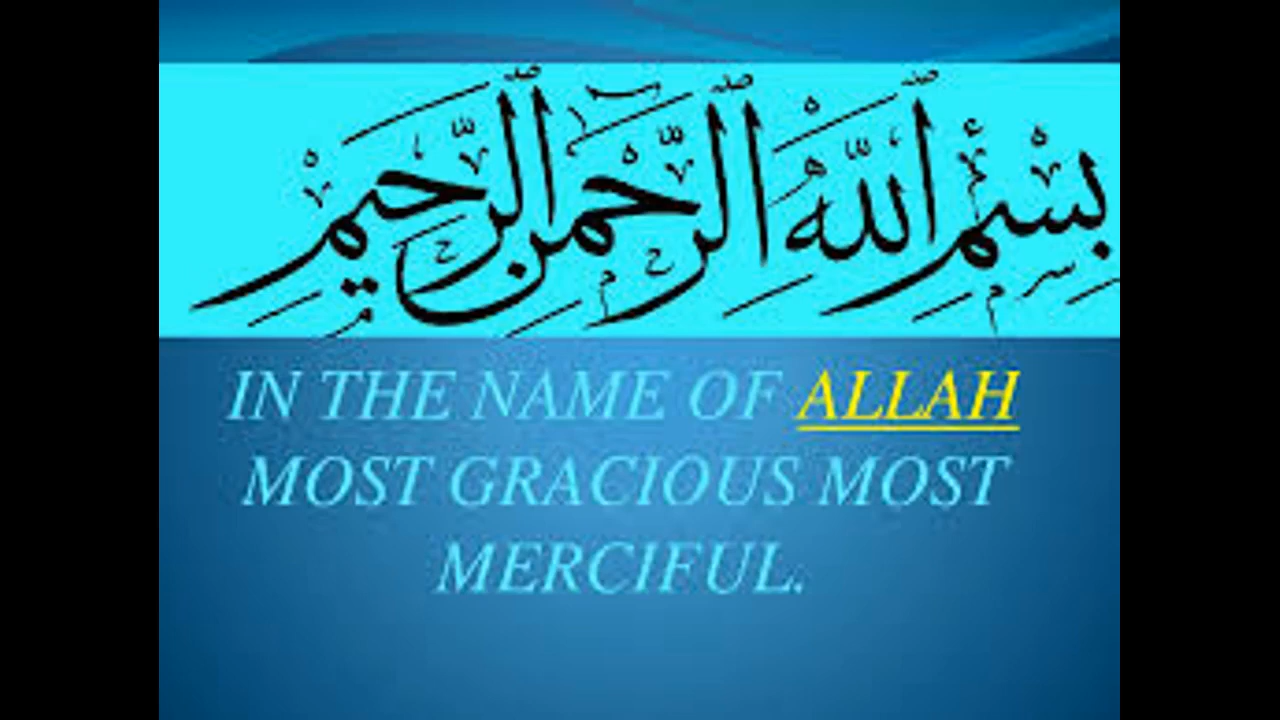 بِسْمِ ٱللَّهِ ٱلرَّحْمَٰنِ ٱلرَّحِيمِ
IN THE NAME OF ALLAH
MOST GRACIOUS MOST
MERCIFUL.